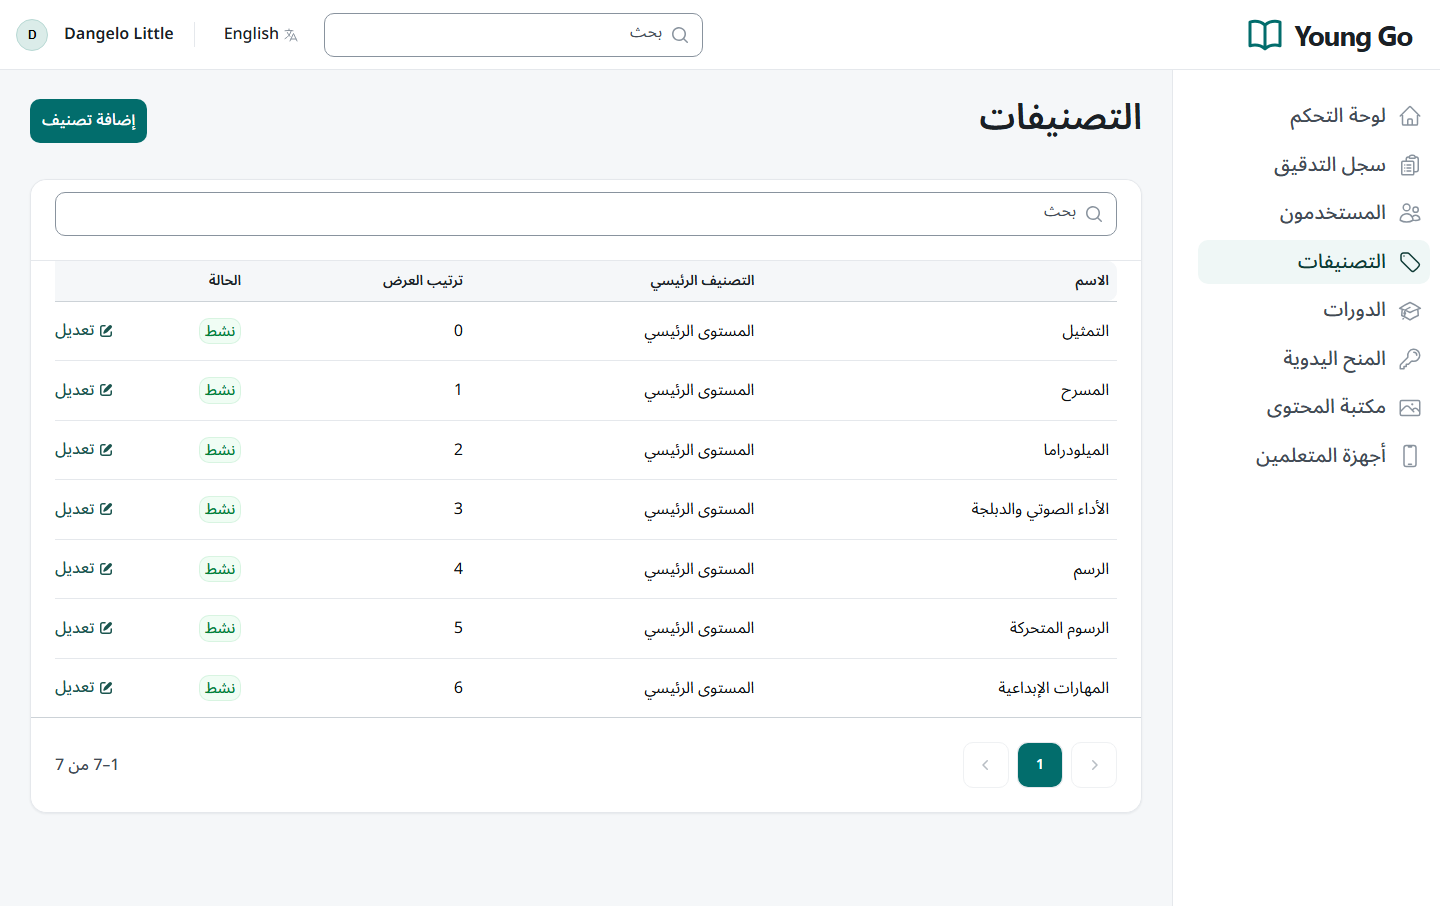 Young Go
بحث
English
Dangelo Little
D
لوحة التحكم
سجل التدقيق
المستخدمون
التصنيفات
الدورات
المنح اليدوية
مكتبة المحتوى
أجهزة المتعلمين
التصنيفات
إضافة تصنيف
بحث
الاسم التصنيف الرئيسي ترتيب العرض الحالة
التمثيل المستوى الرئيسي 0 نشط تعديل
المسرح المستوى الرئيسي 1 نشط تعديل
الميلودراما المستوى الرئيسي 2 نشط تعديل
الأداء الصوتي والدبلجة المستوى الرئيسي 3 نشط تعديل
الرسم المستوى الرئيسي 4 نشط تعديل
الرسوم المتحركة المستوى الرئيسي 5 نشط تعديل
المهارات الإبداعية المستوى الرئيسي 6 نشط تعديل
1
1–7 من 7